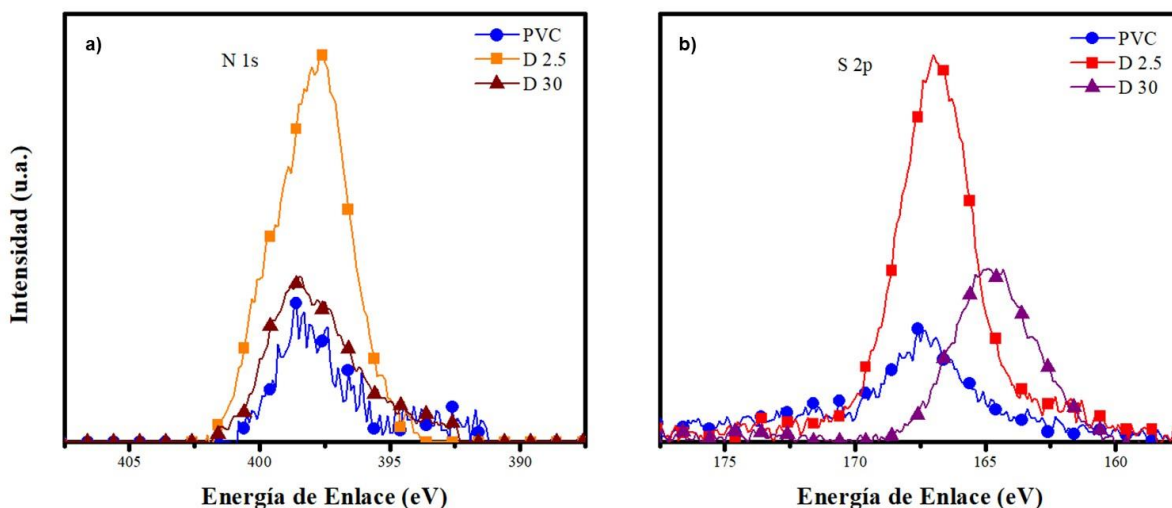 a)
N 1s
PVC
D 2.5
D 30
Intensidad (u.a.)
405
400
395
390
Energía de Enlace (eV)
b)
S 2p
PVC
D 2.5
D 30
175
170
165
160
Energía de Enlace (eV)